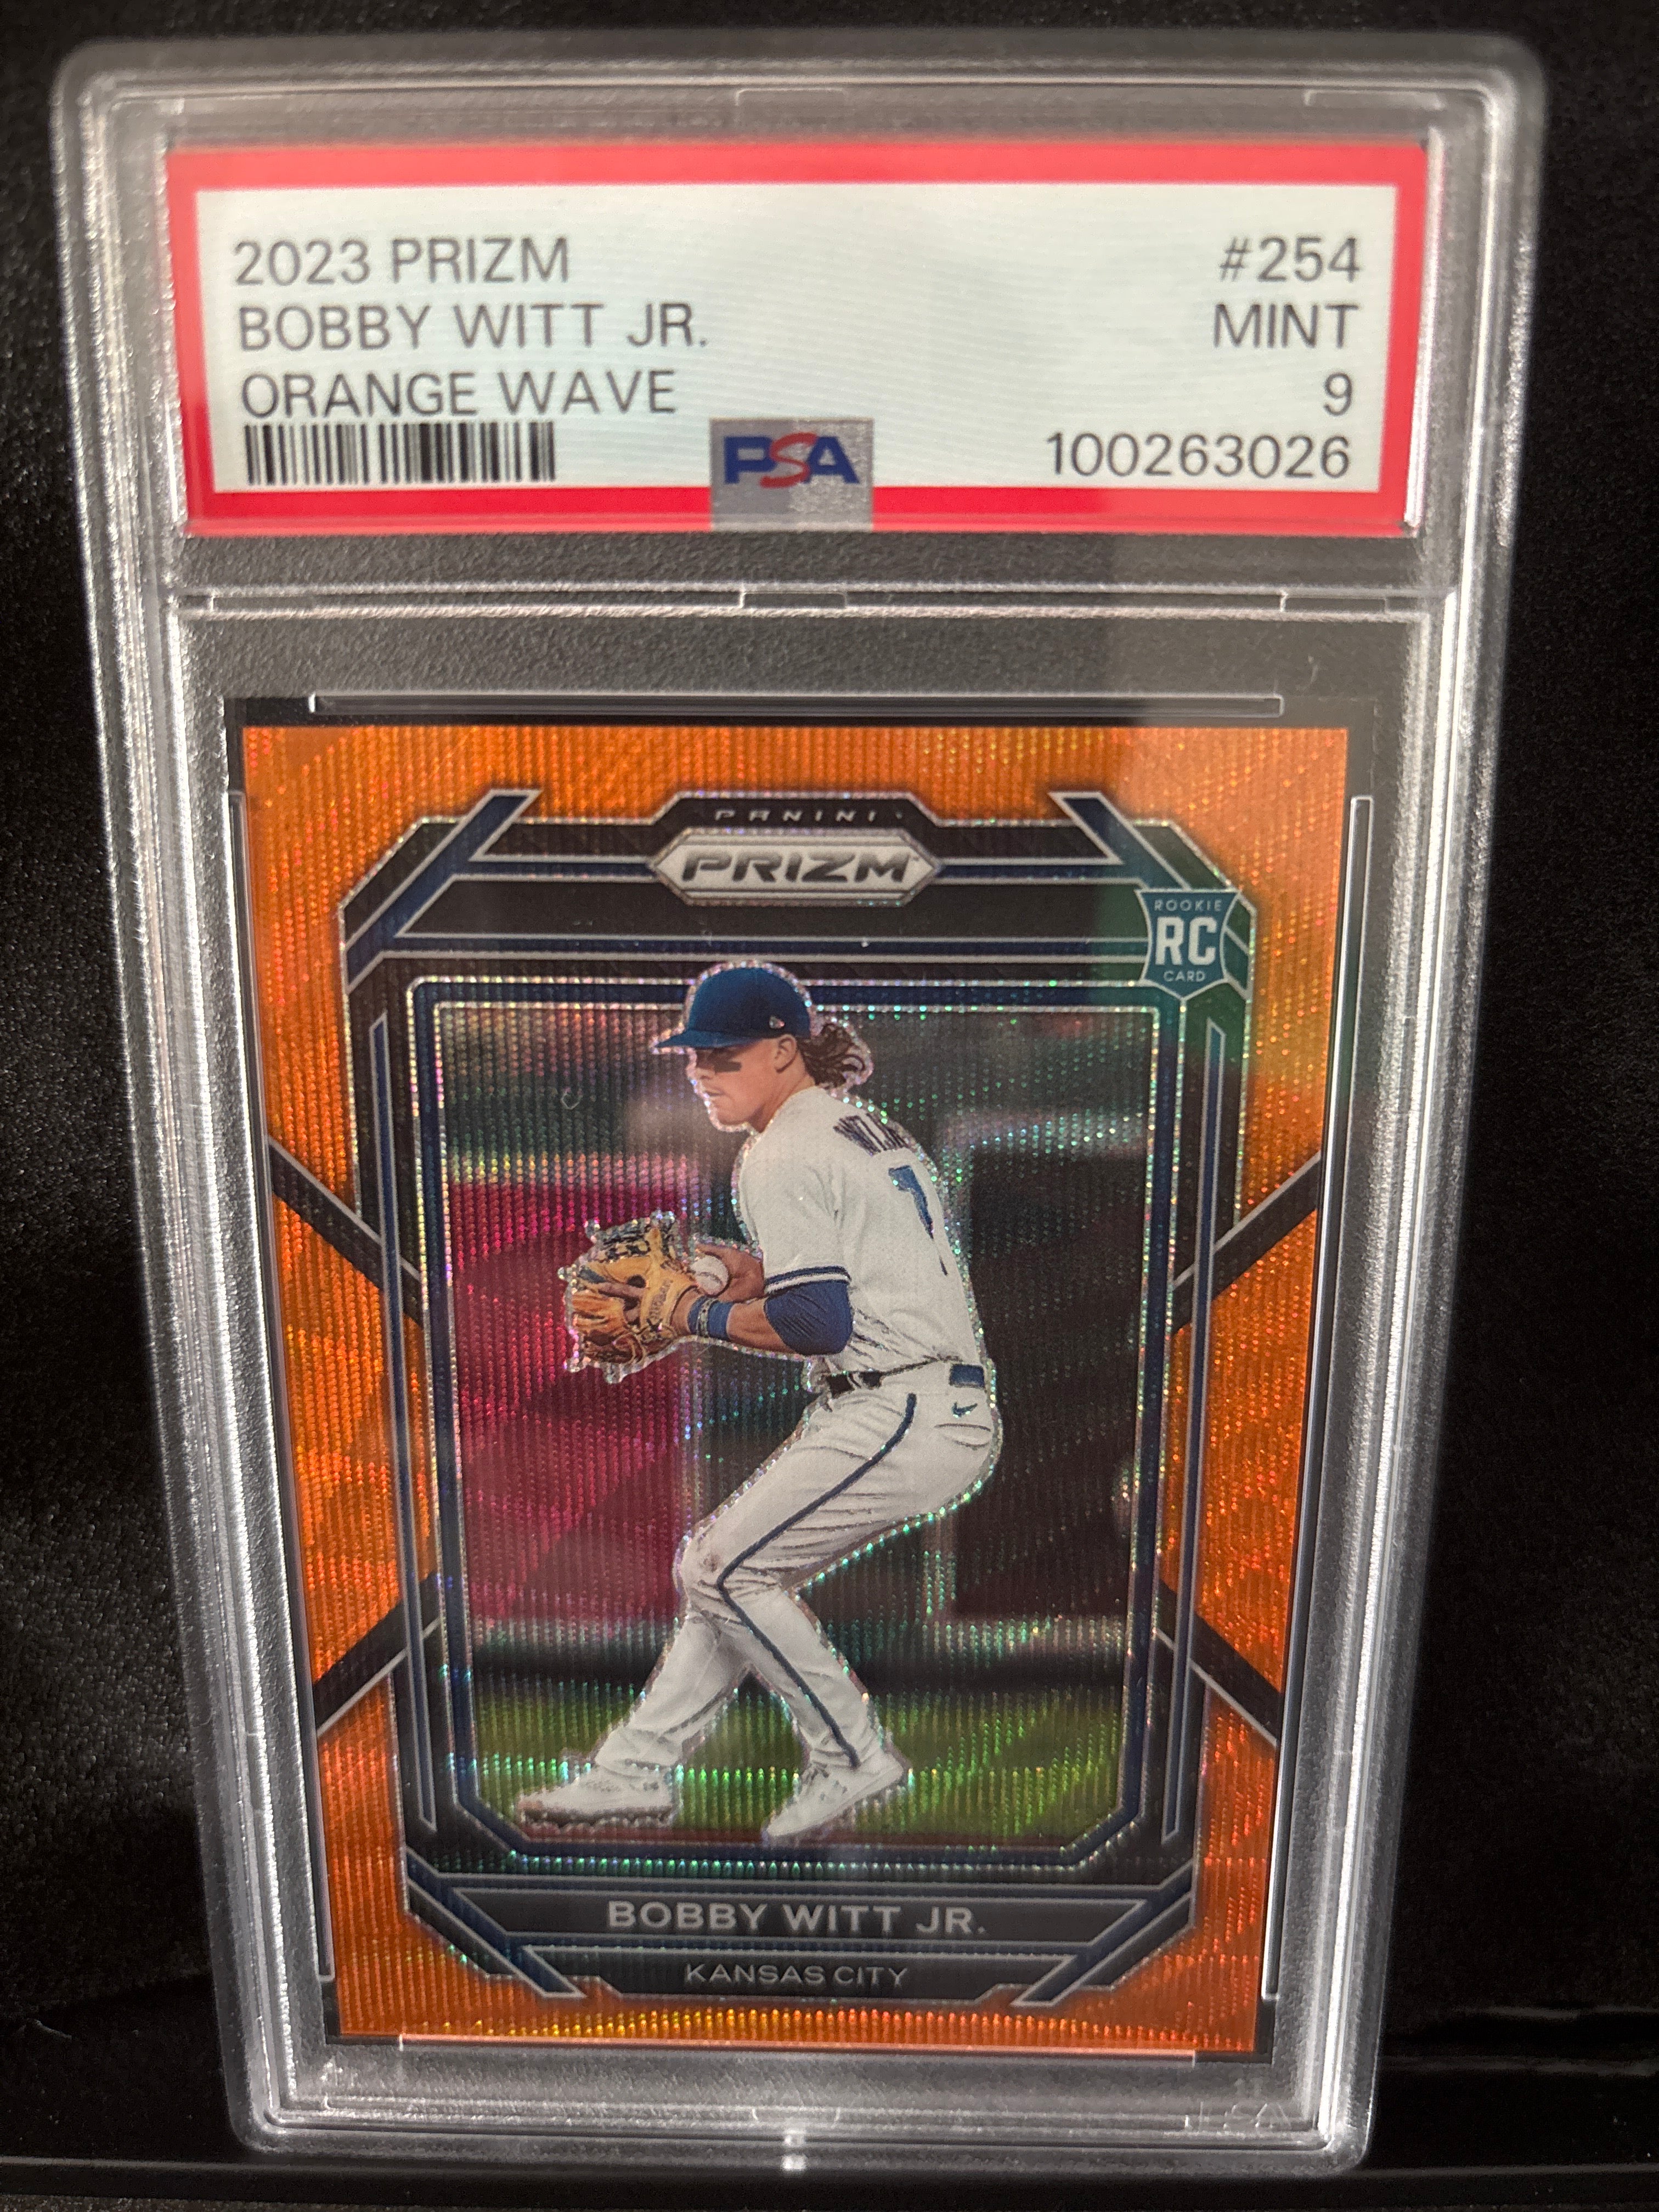 2023 PRIZM #254
BOBBY WITT JR. MINT
ORANGE WAVE 9
PSA 100263026
PANINI
PRIZM
ROOKIE
RC
CARD
7
BOBBY WITT JR.
KANSAS CITY